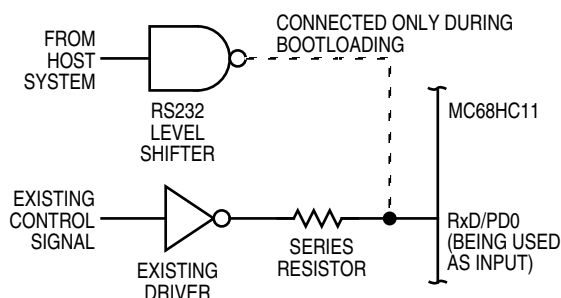 CONNECTED ONLY DURING
BOOTLOADING
FROM
HOST
SYSTEM
RS232
LEVEL
SHIFTER
MC68HC11
EXISTING
CONTROL
SIGNAL
EXISTING
DRIVER
SERIES
RESISTOR
RxD/PD0
(BEING USED
AS INPUT)